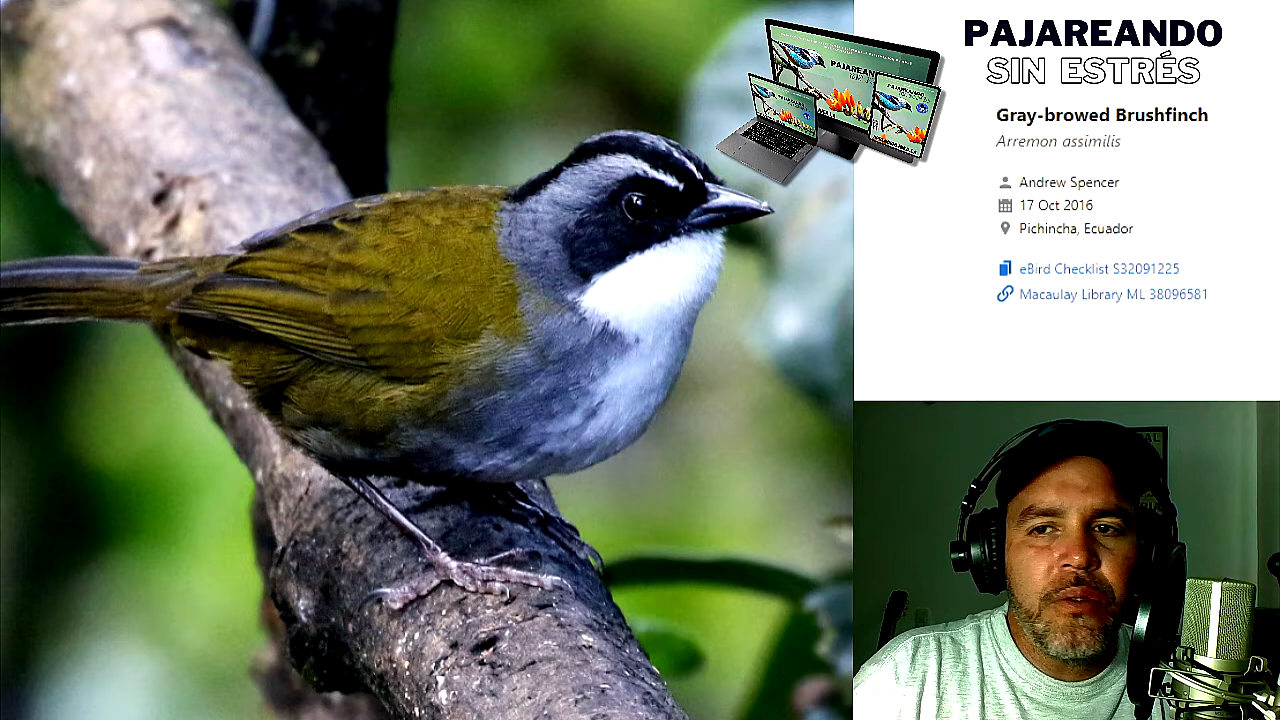 PAJAREANDO
SIN ESTRÉS
Gray-browed Brushfinch
Arremon assimilis
Andrew Spencer
17 Oct 2016
Pichincha, Ecuador
eBird Checklist S32091225
Macaulay Library ML 38096581